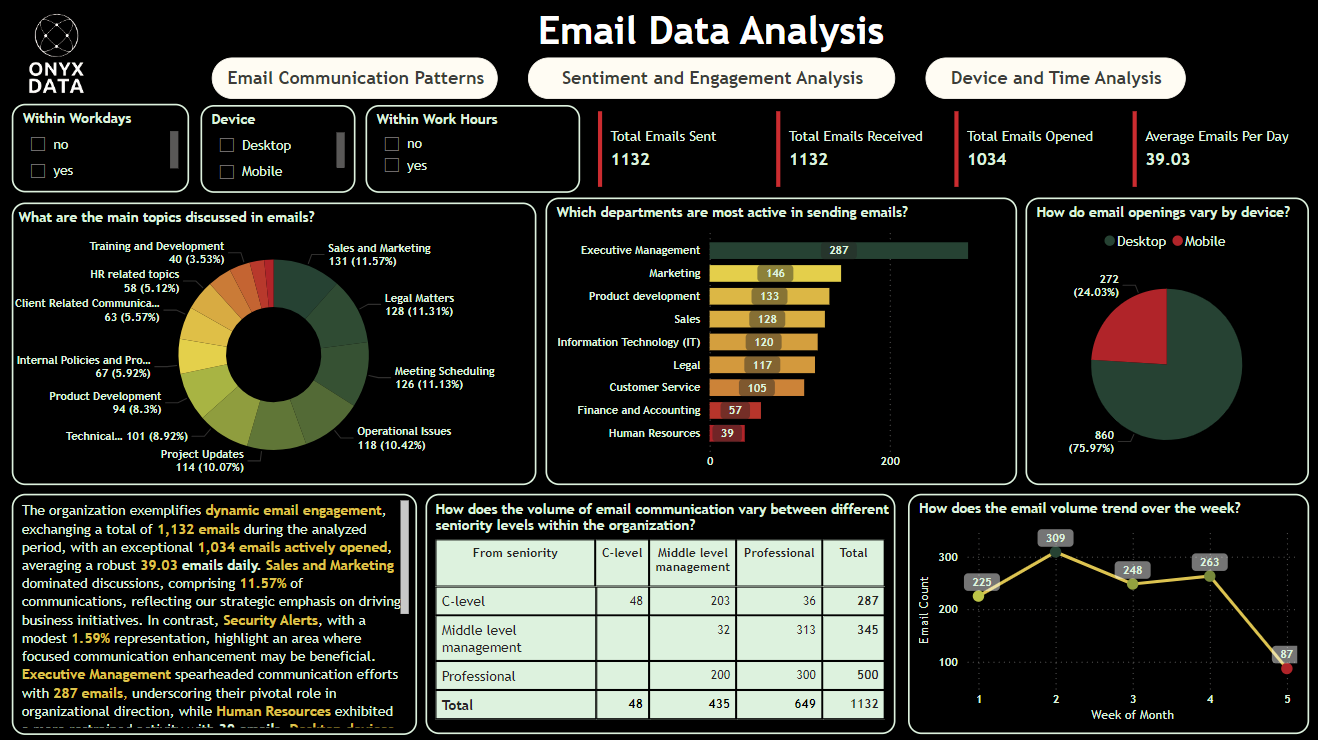 Email Data Analysis
ONYX
DATA
Email Communication Patterns
Sentiment and Engagement Analysis
Device and Time Analysis
Within Workdays
no
yes
Device
Desktop
Mobile
Within Work Hours
no
yes
Total Emails Sent
1132
Total Emails Received
1132
Total Emails Opened
1034
Average Emails Per Day
39.03
What are the main topics discussed in emails?
Training and Development
40 (3.53%)
HR related topics
58 (5.12%)
Client Related Communica...
63 (5.57%)
Internal Policies and Pro...
67 (5.92%)
Product Development
94 (8.3%)
Technical... 101 (8.92%)
Project Updates
114 (10.07%)
Sales and Marketing
131 (11.57%)
Legal Matters
128 (11.31%)
Meeting Scheduling
126 (11.13%)
Operational Issues
118 (10.42%)
Which departments are most active in sending emails?
Executive Management 287
Marketing 146
Product development 133
Sales 128
Information Technology (IT) 120
Legal 117
Customer Service 105
Finance and Accounting 57
Human Resources 39
0 200
How do email openings vary by device?
Desktop Mobile
272
(24.03%)
860
(75.97%)
The organization exemplifies dynamic email engagement,
exchanging a total of 1,132 emails during the analyzed
period, with an exceptional 1,034 emails actively opened,
averaging a robust 39.03 emails daily. Sales and Marketing
dominated discussions, comprising 11.57% of
communications, reflecting our strategic emphasis on driving
business initiatives. In contrast, Security Alerts, with a
modest 1.59% representation, highlight an area where
focused communication enhancement may be beneficial.
Executive Management spearheaded communication efforts
with 287 emails, underscoring their pivotal role in
organizational direction, while Human Resources exhibited
How does the volume of email communication vary between different
seniority levels within the organization?
From seniority C-level Middle level Professional Total
management
C-level 48 203 36 287
Middle level 32 313 345
management
Professional 200 300 500
Total 48 435 649 1132
How does the email volume trend over the week?
Email Count
300
200
100
225
309
248
263
87
1 2 3 4 5
Week of Month